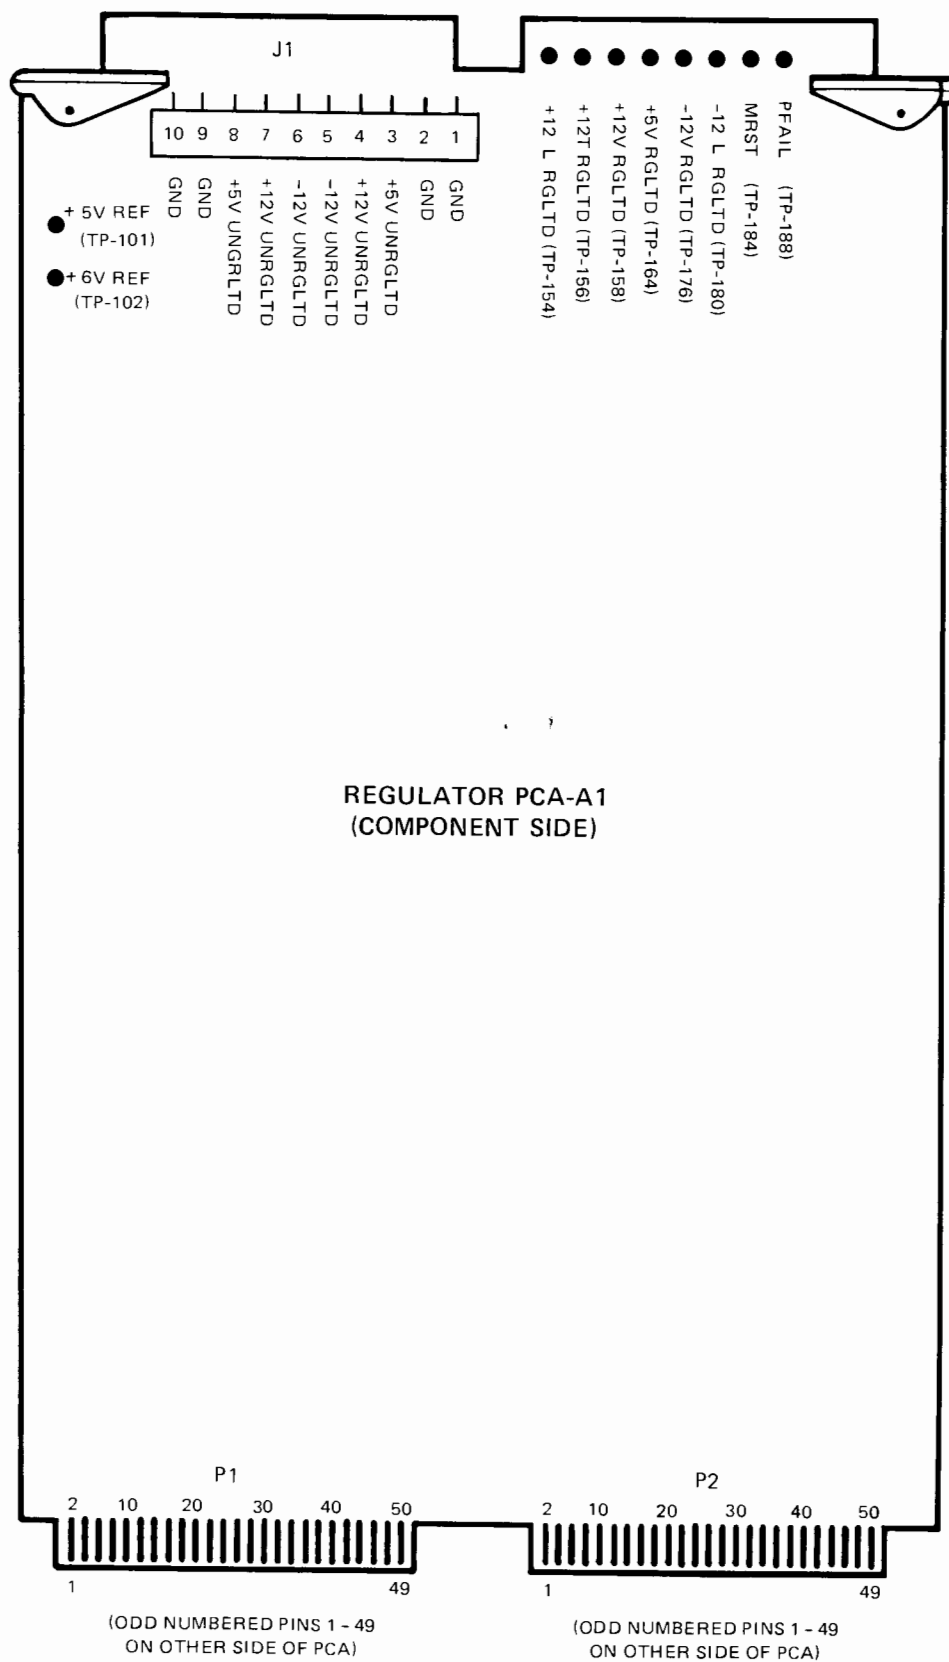 J1
10 9 8 7 6 5 4 3 2 1
GND
GND
+5V UNGRLTD
+12V UNRGLTD
-12V UNRGLTD
-12V UNRGLTD
+12V UNRGLTD
+5V UNRGLTD
GND
GND
+12 L RGLTD (TP-154)
+12T RGLTD (TP-156)
+12V RGLTD (TP-158)
+5V RGLTD (TP-164)
-12V RGLTD (TP-176)
-12 L RGLTD (TP-180)
MRST (TP-184)
PFAIL (TP-188)
+ 5V REF
(TP-101)
+ 6V REF
(TP-102)
REGULATOR PCA-A1
(COMPONENT SIDE)
P1
2 10 20 30 40 50
1 49
(ODD NUMBERED PINS 1 - 49
ON OTHER SIDE OF PCA)
P2
2 10 20 30 40 50
1 49
(ODD NUMBERED PINS 1 - 49
ON OTHER SIDE OF PCA)